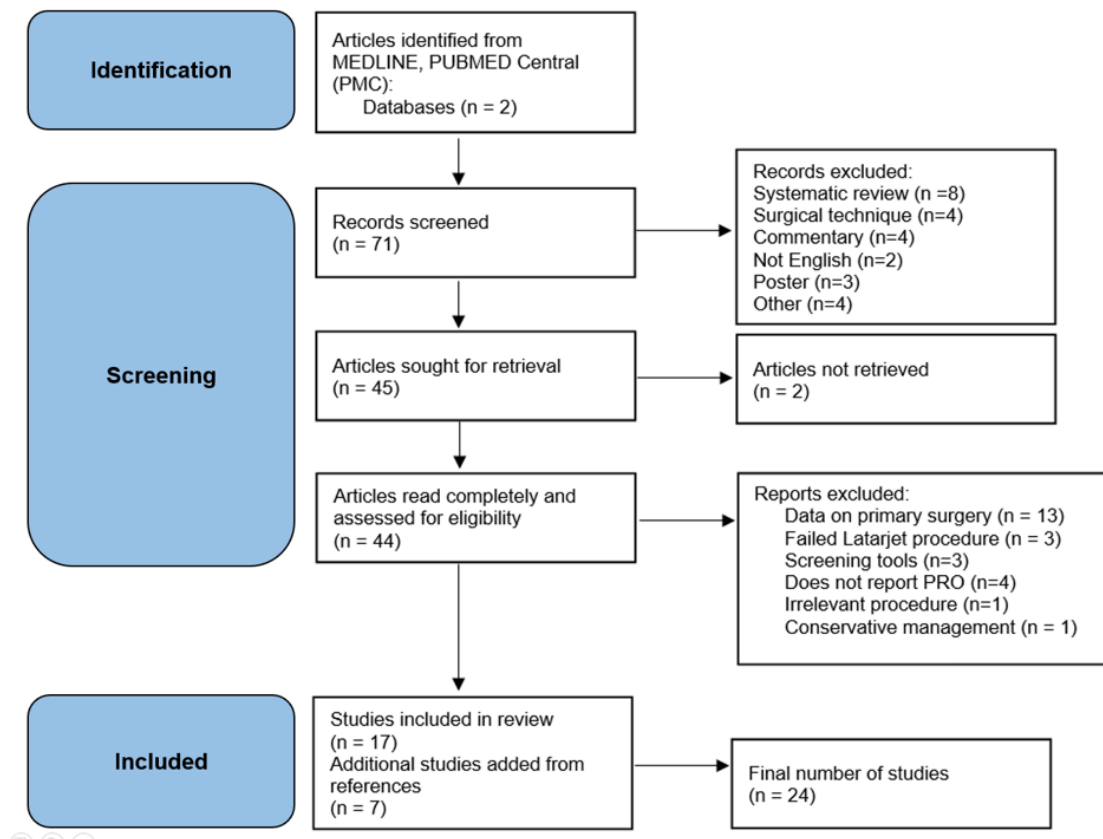 Identification
Articles identified from
MEDLINE, PUBMED Central
(PMC):
Databases (n = 2)
Screening
Records screened
(n = 71)
Records excluded:
Systematic review (n =8)
Surgical technique (n=4)
Commentary (n=4)
Not English (n=2)
Poster (n=3)
Other (n=4)
Articles sought for retrieval
(n = 45)
Articles not retrieved
(n = 2)
Articles read completely and
assessed for eligibility
(n = 44)
Reports excluded:
Data on primary surgery (n = 13)
Failed Latarjet procedure (n = 3)
Screening tools (n=3)
Does not report PRO (n=4)
Irrelevant procedure (n=1)
Conservative management (n = 1)
Included
Studies included in review
(n = 17)
Additional studies added from
references
(n = 7)
Final number of studies
(n = 24)